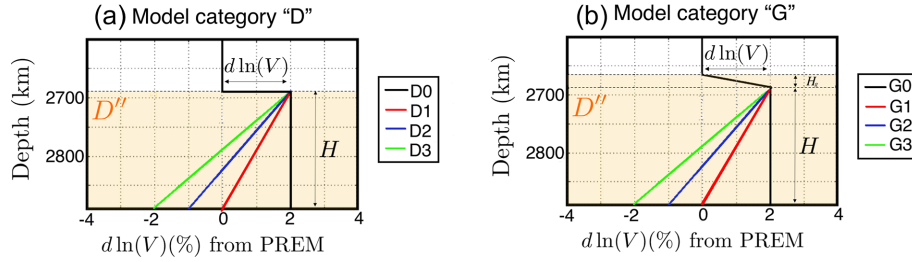 (a) Model category “D”
d ln(V)
Depth (km)
2700
2800
D″
H
D0
D1
D2
D3
-4 -2 0 2 4
d ln(V)(%) from PREM
(b) Model category “G”
d ln(V)
Depth (km)
2700
2800
D″
H
G0
G1
G2
G3
-4 -2 0 2 4
d ln(V)(%) from PREM